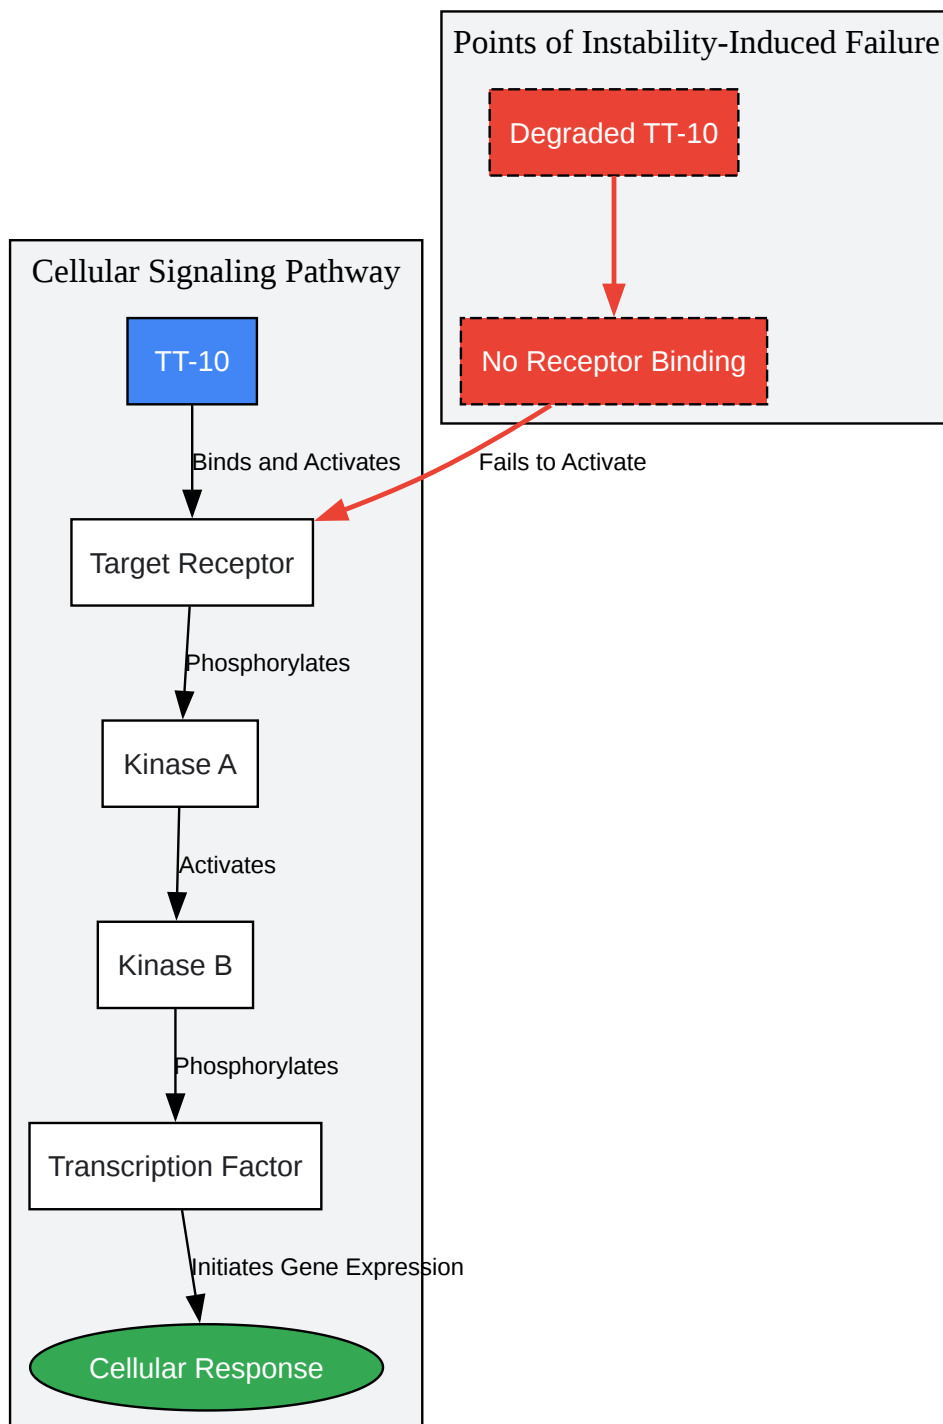 Points of Instability-Induced Failure
Degraded TT-10
No Receptor Binding
Fails to Activate
Cellular Signaling Pathway
TT-10
Binds and Activates
Target Receptor
Phosphorylates
Kinase A
Activates
Kinase B
Phosphorylates
Transcription Factor
Initiates Gene Expression
Cellular Response